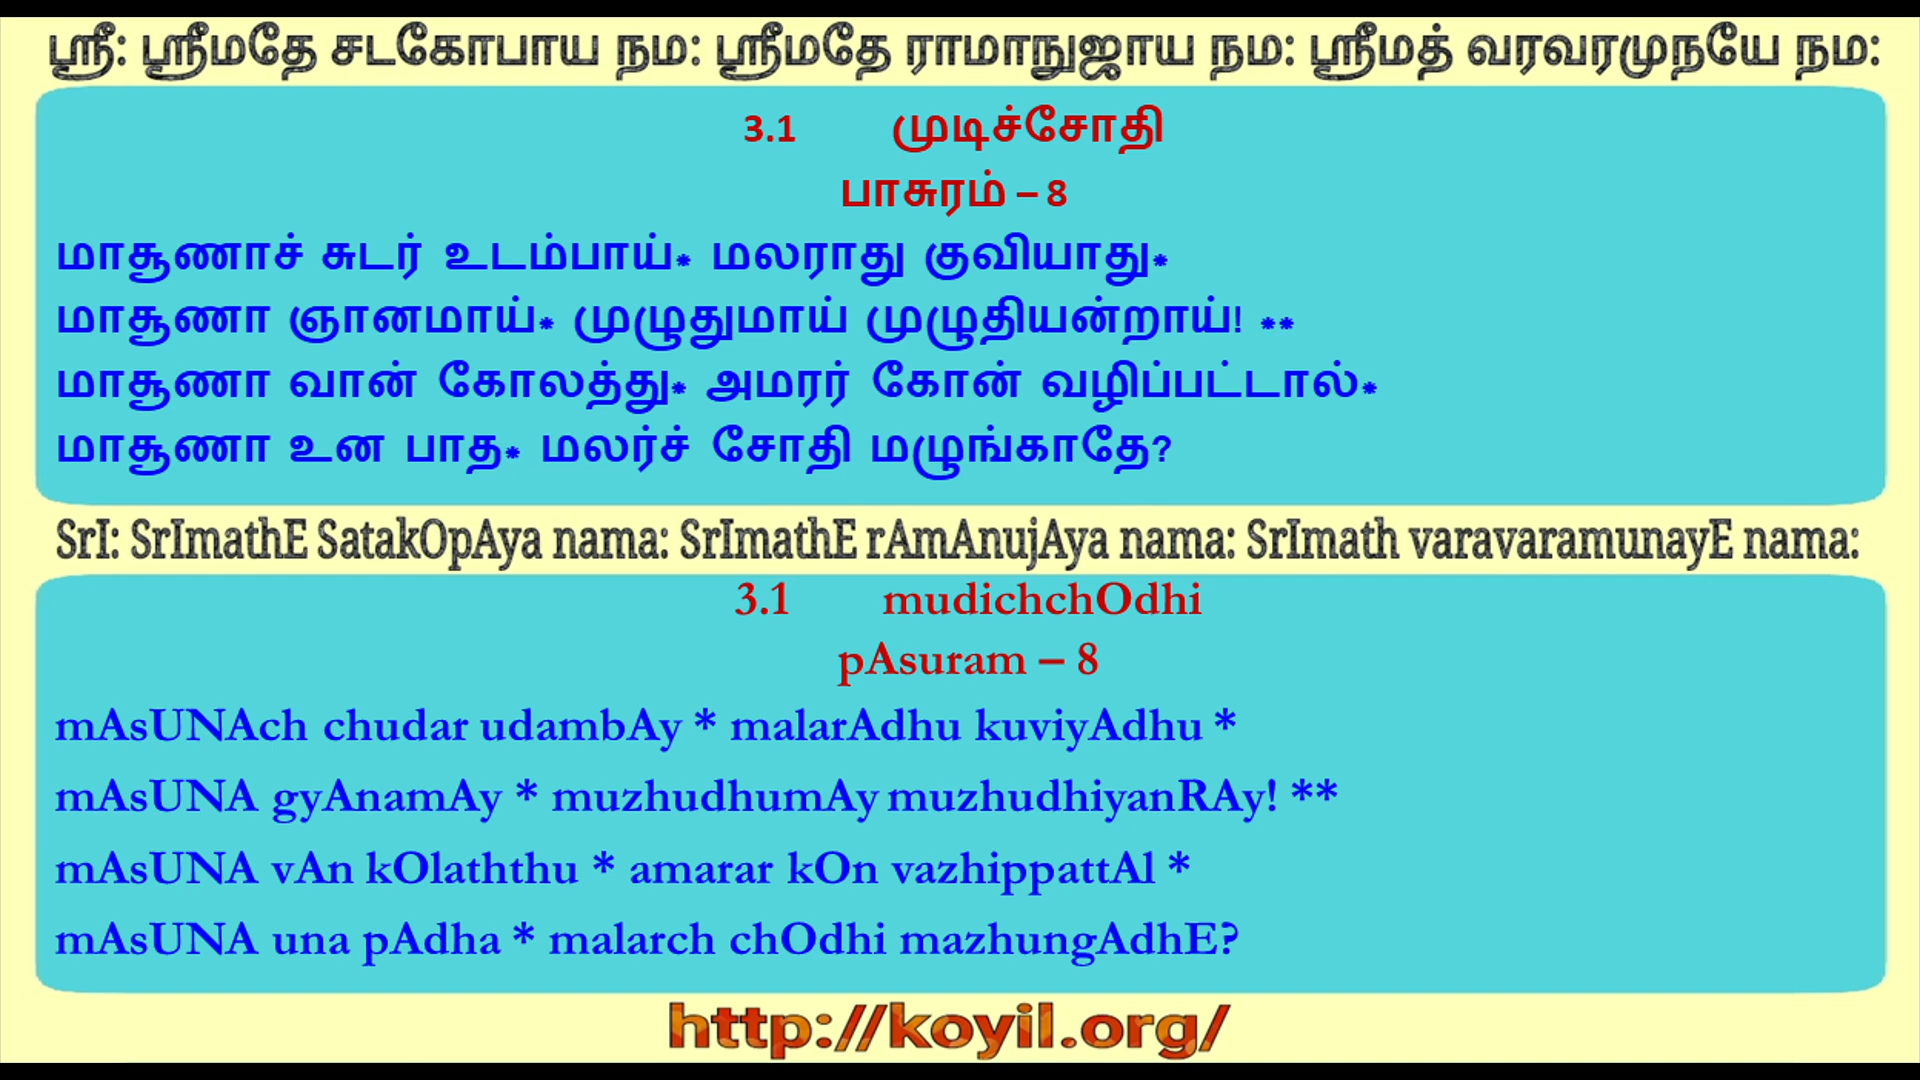 ஸ்ரீ: ஸ்ரீமதே சடகோபாய நம: ஸ்ரீமதே ராமாநுஜாய நம: ஸ்ரீமத் வரவரமுநயே நம:
3.1 முடிச்சோதி
பாசுரம் – 8
மாசூணாச் சுடர் உடம்பாய்* மலராது குவியாது*
மாசூணா ஞானமாய்* முழுதுமாய் முழுதியன்றாய்! **
மாசூணா வான் கோலத்து* அமரர் கோன் வழிப்பட்டால்*
மாசூணா உன பாத* மலர்ச் சோதி மழுங்காதே?
SrI: SrImathE SatakOpAya nama: SrImathE rAmAnujAya nama: SrImath varavaramunayE nama:
3.1 mudichchOdhi
pAsuram – 8
mAsUNAch chudar udambAy * malarAdhu kuviyAdhu *
mAsUNA gyAnamAy * muzhudhumAy muzhudhiyanRAy! **
mAsUNA vAn kOlaththu * amarar kOn vazhippattAl *
mAsUNA una pAdha * malarch chOdhi mazhungAdhE?
http://koyil.org/